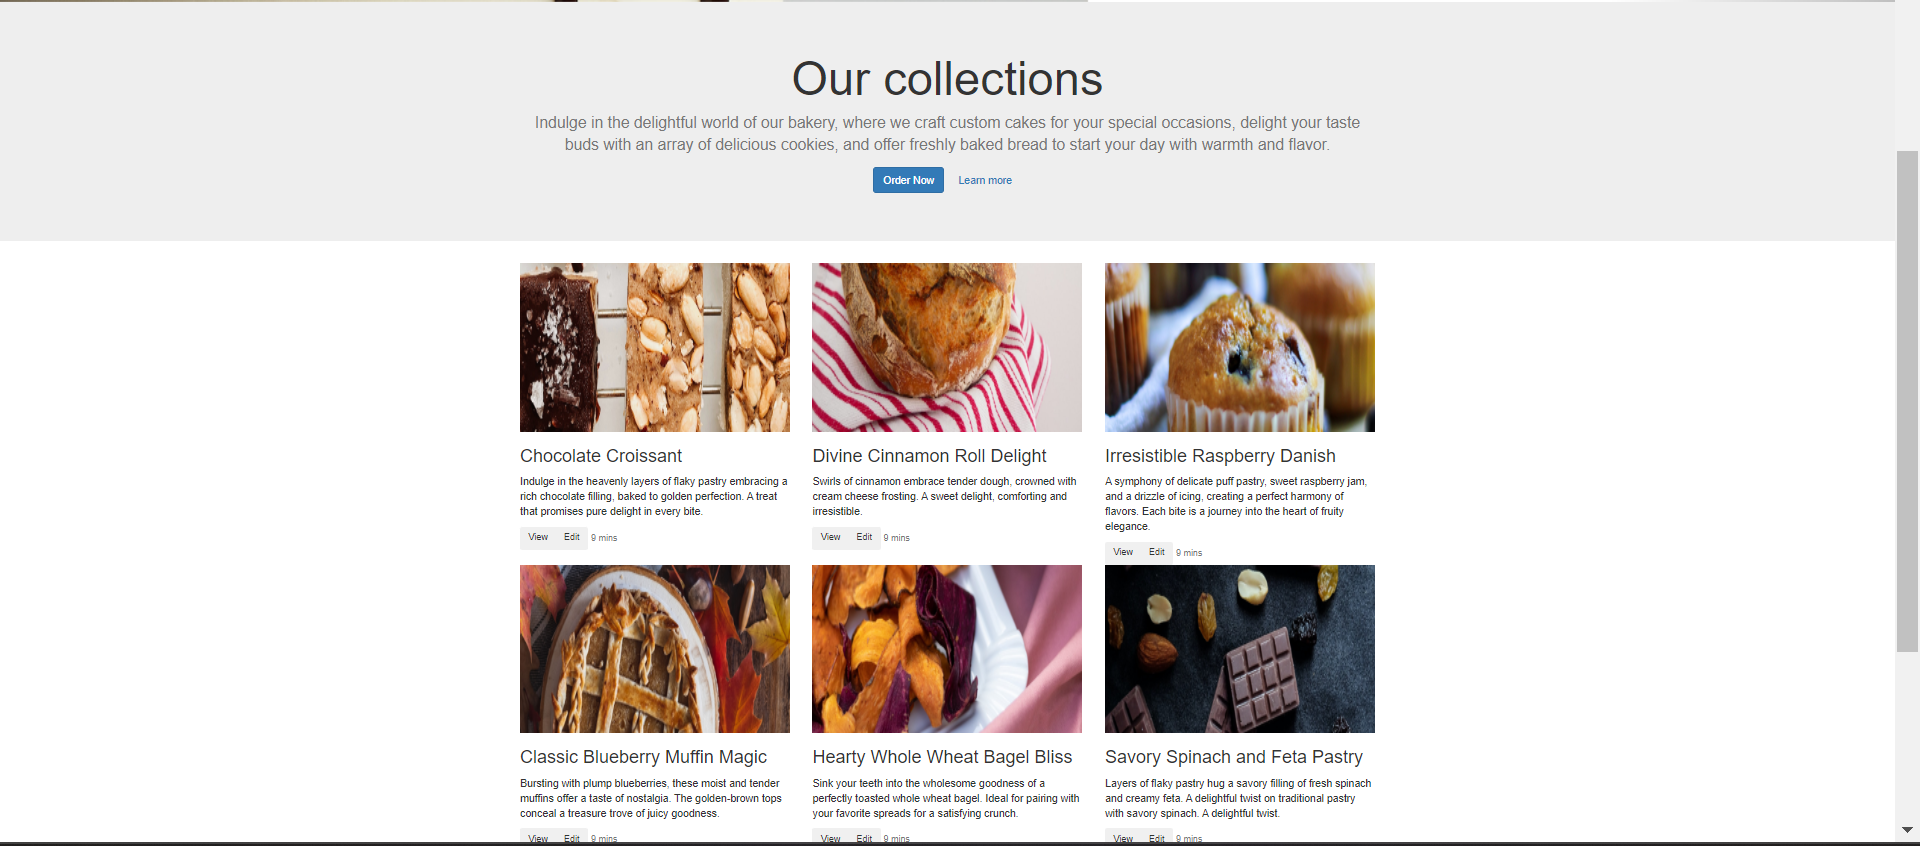 Our collections
Indulge in the delightful world of our bakery, where we craft custom cakes for your special occasions, delight your taste
buds with an array of delicious cookies, and offer freshly baked bread to start your day with warmth and flavor.
Order Now Learn more
Chocolate Croissant
Indulge in the heavenly layers of flaky pastry embracing a
rich chocolate filling, baked to golden perfection. A treat
that promises pure delight in every bite.
View Edit 9 mins
Divine Cinnamon Roll Delight
Swirls of cinnamon embrace tender dough, crowned with
cream cheese frosting. A sweet delight, comforting and
irresistible.
View Edit 9 mins
Irresistible Raspberry Danish
A symphony of delicate puff pastry, sweet raspberry jam,
and a drizzle of icing, creating a perfect harmony of
flavors. Each bite is a journey into the heart of fruity
elegance.
View Edit 9 mins
Classic Blueberry Muffin Magic
Bursting with plump blueberries, these moist and tender
muffins offer a taste of nostalgia. The golden-brown tops
conceal a treasure trove of juicy goodness.
View Edit 9 mins
Hearty Whole Wheat Bagel Bliss
Sink your teeth into the wholesome goodness of a
perfectly toasted whole wheat bagel. Ideal for pairing with
your favorite spreads for a satisfying crunch.
View Edit 9 mins
Savory Spinach and Feta Pastry
Layers of flaky pastry hug a savory filling of fresh spinach
and creamy feta. A delightful twist on traditional pastry
with savory spinach. A delightful twist.
View Edit 9 mins